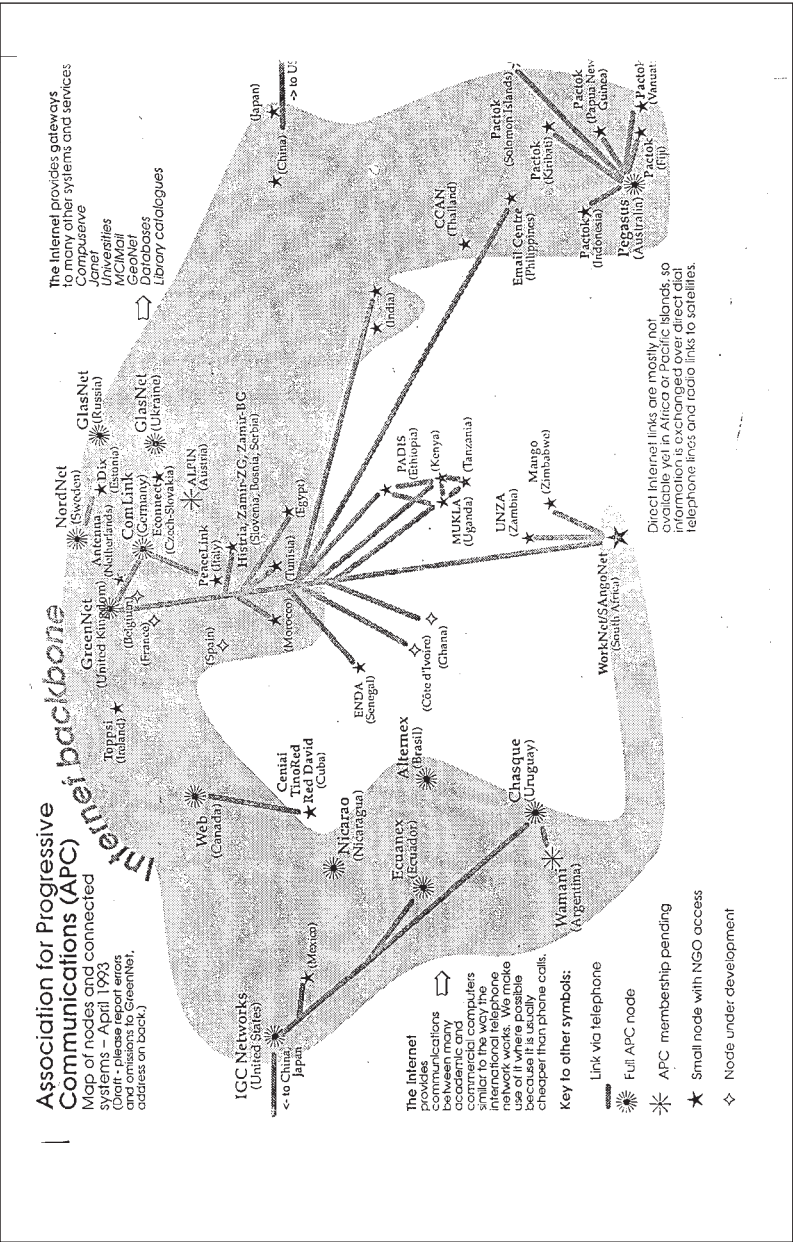 Association for Progressive
Communications (APC)
Map of nodes and connected
systems – April 1993
(Draft - please report errors
and omissions to GreenNet,
address on back.)
Internet backbone
The Internet provides gateways
to many other systems and services
Compuserve
Janet
Universities
MCIMail
GeoNet
Databases
Library catalogues
IGC Networks
(United States)
<- to China,
Japan
(Mexico)
Web
(Canada)
Ceniai
TinoRed
Red David
(Cuba)
Nicarao
(Nicaragua)
Ecuanex
(Ecuador)
Alternex
(Brasil)
Chasque
(Uruguay)
Wamani
(Argentina)
Toppsi
(Ireland)
GreenNet
(United Kingdom)
(Belgium)
(France)
(Spain)
NordNet
(Sweden)
Antenna
(Netherlands)
Dix
(Estonia)
ComLink
(Germany)
Econnect
(Czech-Slovakia)
GlasNet
(Russia)
GlasNet
(Ukraine)
ALPIN
(Austria)
PeaceLink
(Italy)
Histria, Zamir-ZG, Zamir-BG
(Slovenia, Bosnia, Serbia)
(Egypt)
(Tunisia)
(Morocco)
ENDA
(Senegal)
(Côte d'Ivoire)
(Ghana)
PADIS
(Ethiopia)
(Kenya)
MUKLA
(Uganda)
(Tanzania)
UNZA
(Zambia)
Mango
(Zimbabwe)
WorkNet/SAngoNet
(South Africa)
(India)
(China)
(Japan)
-> to US
CCAN
(Thailand)
Email Centre
(Philippines)
Pactok
(Solomon Islands)
Pactok
(Kiribati)
Pactok
(Papua New
Guinea)
Pactok
(Vanuat
Pactok
(Fiji)
Pactok
(Indonesia)
Pegasus
(Australia)
The Internet
provides
communications
between many
academic and
commercial computers
similar to the way the
international telephone
network works. We make
use of it where possible
because it is usually
cheaper than phone calls.
Key to other symbols:
Link via telephone
Full APC node
APC membership pending
Small node with NGO access
Node under development
Direct Internet links are mostly not
available yet in Africa or Pacific Islands, so
information is exchanged over direct dial
telephone lines and radio links to satellites.